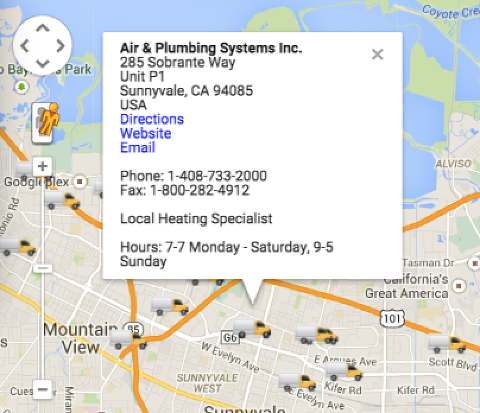 Coyote Creek
Park
Air & Plumbing Systems Inc.
285 Sobrante Way
Unit P1
Sunnyvale, CA 94085
USA
Directions
Website
Email
Phone: 1-408-733-2000
Fax: 1-800-282-4912
Local Heating Specialist
Hours: 7-7 Monday - Saturday, 9-5
Sunday
ALVISO
Googleplex
Tasman Dr
California's
Great America
101
Mountain
View
85
G6
W Evelyn Ave
E Arques Ave
Scott Blvd
Kifer Rd
Kifer Rd
SUNNYVALE
WEST
Sunnyvale